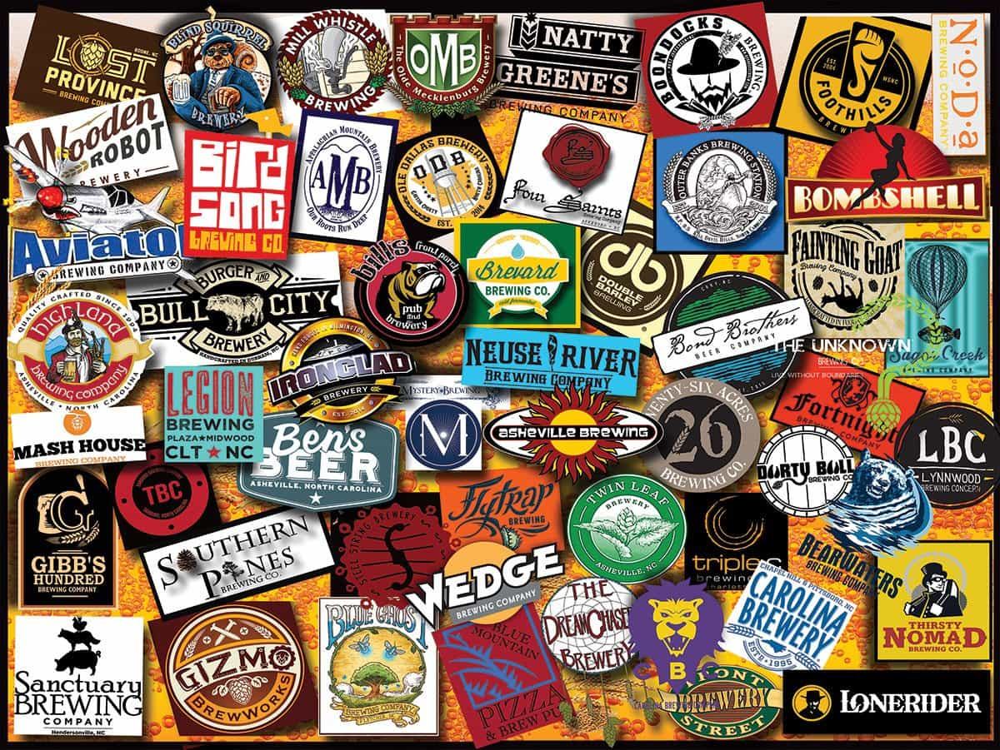 LOST
BOONE, NC
PROVINCE
BREWING
BLIND SQUIRREL
BREWERY
MILL WHISTLE
BREWING
OMB
The Olde Mecklenburg Brewery
NATTY
GREENE'S
BREWING COMPANY
BOONDOCKS
BREWING
EST. 2004
WSNC
FOOTHILLS
NoDa
BREWING COMPANY
Wooden
ROBOT
BREWERY
Bird
SONG
BREWING CO.
APPALACHIAN MOUNTAIN BREWERY
AMB
OUR ROOTS RUN DEEP
OLE DALLAS BREWERY
ODB
EST. 2014
Four Saints
Brewing Company
OUTER BANKS BREWING STATION
KILL DEVIL HILLS, NORTH CAROLINA
BOMBSHELL
Aviator
BREWING COMPANY
BURGER AND
BULL CITY
BREWERY
HANDCRAFTED IN DURHAM, NC
bill's
front porch
pub and
brewery
Brevard
BREWING CO.
db
DOUBLE
BARLEY
BREWING
FAINTING GOAT
Brewing Company
QUALITY CRAFTED SINCE 1994
highland
brewing company
ASHEVILLE • NORTH CAROLINA
IRONCLAD
BREWERY
EST. 2014
NEUSE RIVER
BREWING COMPANY
CARY, NC
Bond Brothers
BEER COMPANY
THE UNKNOWN
BREWING CO.
LIVE WITHOUT BOUNDARIES
Sugar Creek
LEGION
BREWING
PLAZA★MIDWOOD
CLT★NC
MYSTERY BREWING
M
asheville brewing
TWENTY-SIX ACRES
26
BREWING CO.
Fortnight
BREWING COMPANY
MASH HOUSE
BREWING COMPANY
Ben's
BEER
ASHEVILLE, NORTH CAROLINA
DIRTY BULL
BREWING CO
LBC
LYNNWOOD
BREWING CONCERN
TBC
G
GIBB'S
HUNDRED
BREWING COMPANY
SOUTHERN
PINES
BREWING CO.
STEEL STRING BREWERY
S
Flytrap
BREWING
TWIN LEAF
BREWERY
ASHEVILLE, NC
triple c
brewing
charlotte
BEARWATERS
BREWING COMPANY
WEDGE
BREWING COMPANY
THE
DREAMCHASER
BREWERY
CHAPEL HILL & PITTSBORO, NC
CAROLINA
BREWERY
ESTD • 1995
THIRSTY
NOMAD
BREWING CO.
Sanctuary
BREWING
COMPANY
Hendersonville, NC
GIZMO
BREWWORKS
BLUE GHOST
BREWING COMPANY
FLETCHER, NC
BLUE
MOUNTAIN
PIZZA
& BREW PUB
B
FRONT
BREWERY
STREET
LONERIDER